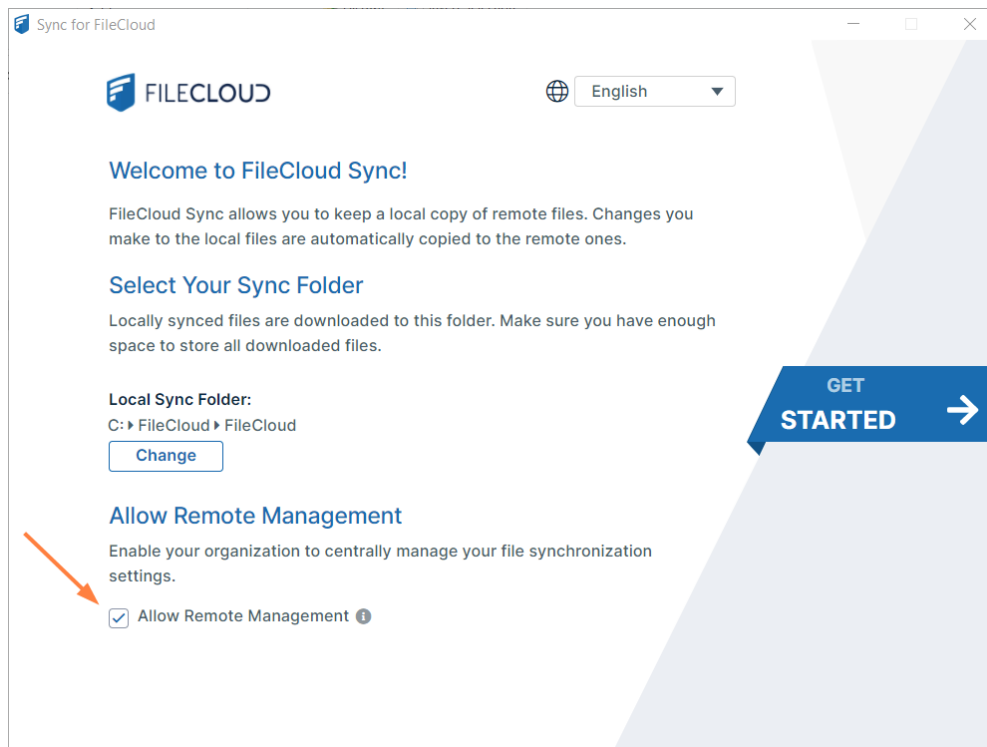 Sync for FileCloud
FILECLOUD
English
Welcome to FileCloud Sync!
FileCloud Sync allows you to keep a local copy of remote files. Changes you
make to the local files are automatically copied to the remote ones.
Select Your Sync Folder
Locally synced files are downloaded to this folder. Make sure you have enough
space to store all downloaded files.
Local Sync Folder:
C: FileCloud FileCloud
Change
GET
STARTED
Allow Remote Management
Enable your organization to centrally manage your file synchronization
settings.
Allow Remote Management